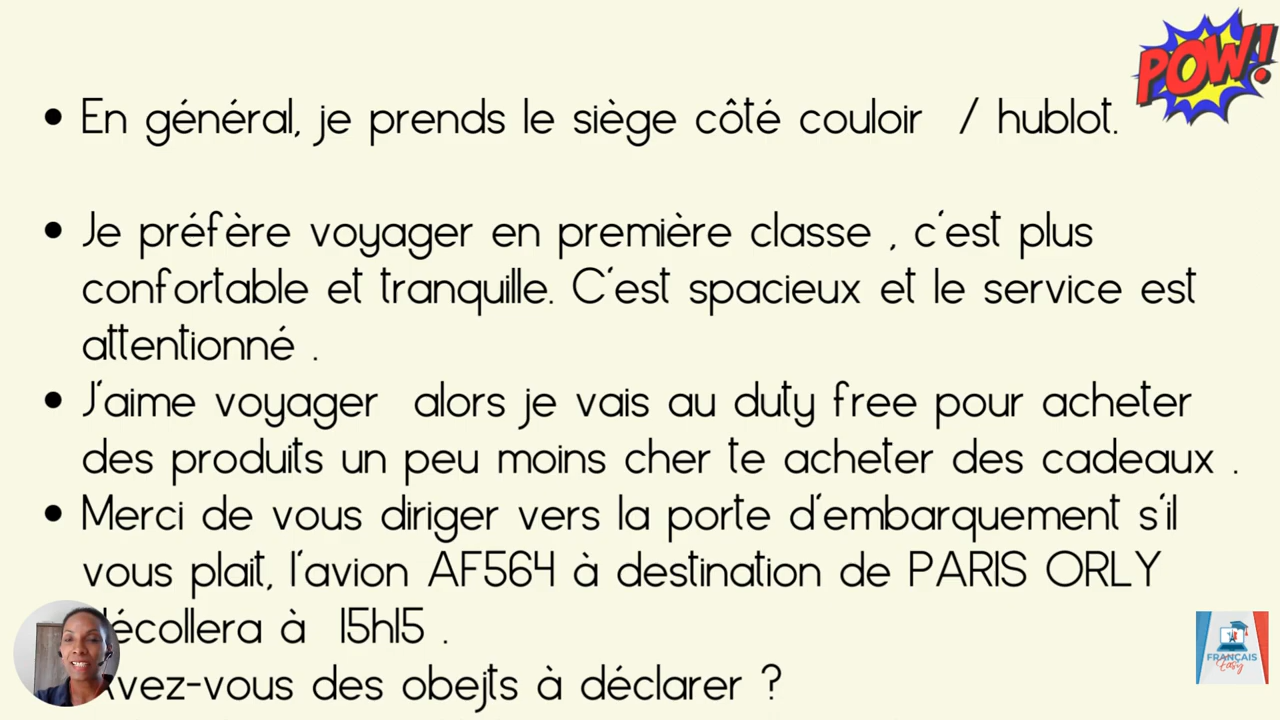 POW!
• En général, je prends le siège côté couloir / hublot.
• Je préfère voyager en première classe , c'est plus
confortable et tranquille. C'est spacieux et le service est
attentionné .
• J'aime voyager alors je vais au duty free pour acheter
des produits un peu moins cher te acheter des cadeaux .
• Merci de vous diriger vers la porte d'embarquement s'il
vous plait, l'avion AF564 à destination de PARIS ORLY
décollera à 15h15 .
Avez-vous des obejts à déclarer ?
FRANÇAIS
Easy